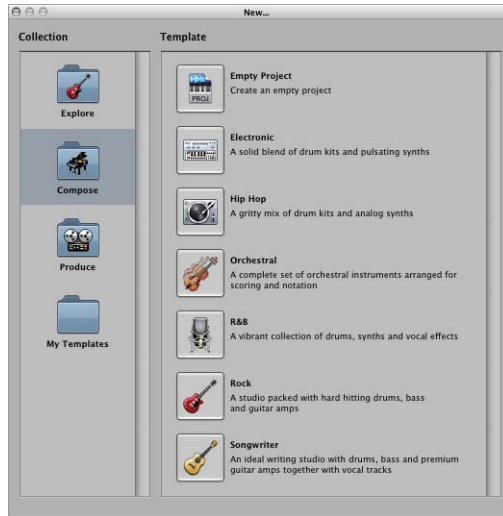 New...
Collection
Template
Explore
Compose
Produce
My Templates
PROJ
Empty Project
Create an empty project
Electronic
A solid blend of drum kits and pulsating synths
Hip Hop
A gritty mix of drum kits and analog synths
Orchestral
A complete set of orchestral instruments arranged for
scoring and notation
R&B
A vibrant collection of drums, synths and vocal effects
Rock
A studio packed with hard hitting drums, bass
and guitar amps
Songwriter
An ideal writing studio with drums, bass and premium
guitar amps together with vocal tracks